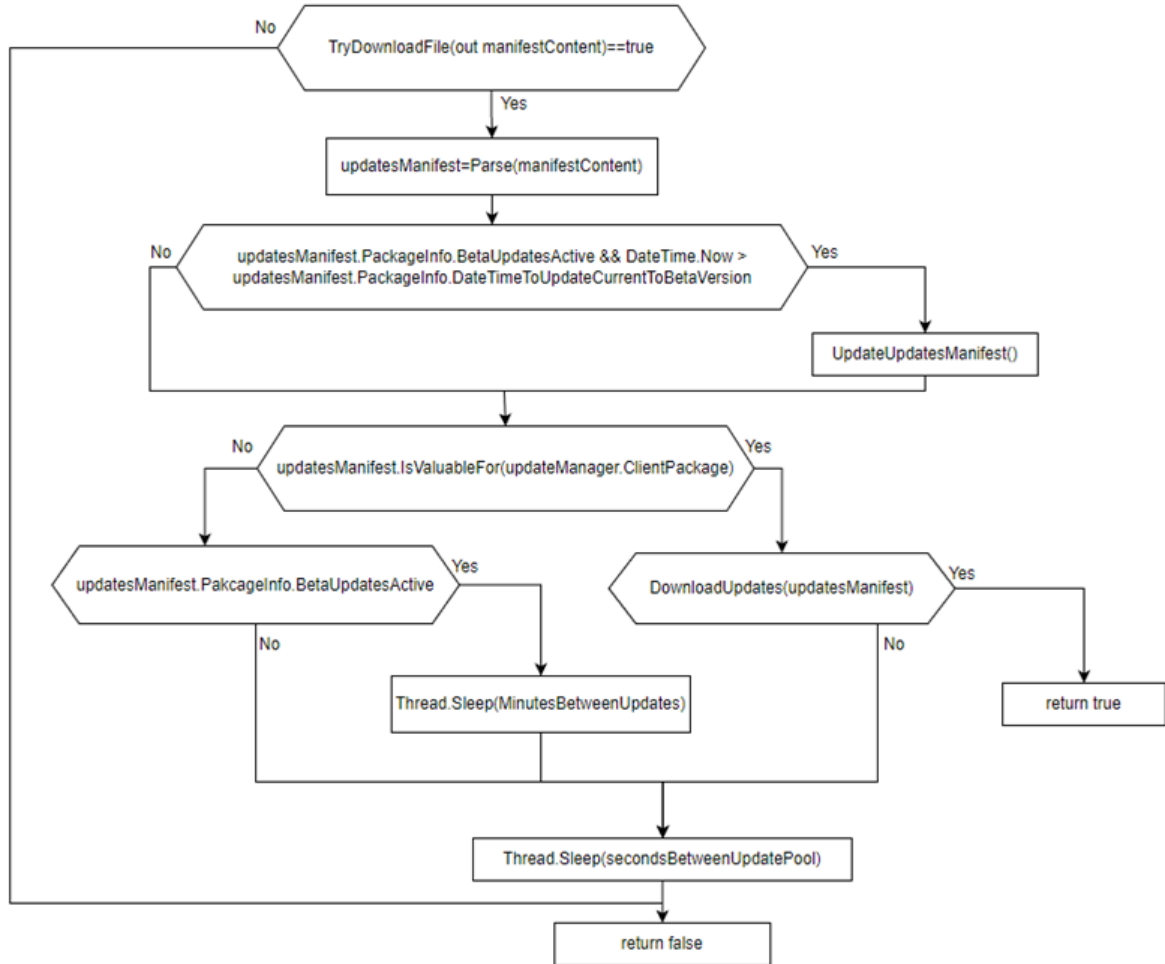 No
TryDownloadFile(out manifestContent)==true
Yes
updatesManifest=Parse(manifestContent)
No
updatesManifest.PackageInfo.BetaUpdatesActive && DateTime.Now >
updatesManifest.PackageInfo.DateTimeToUpdateCurrentToBetaVersion
Yes
UpdateUpdatesManifest()
No
updatesManifest.IsValuableFor(updateManager.ClientPackage)
Yes
updatesManifest.PakcageInfo.BetaUpdatesActive
Yes
DownloadUpdates(updatesManifest)
Yes
No
No
Thread.Sleep(MinutesBetweenUpdates)
return true
Thread.Sleep(secondsBetweenUpdatePool)
return false